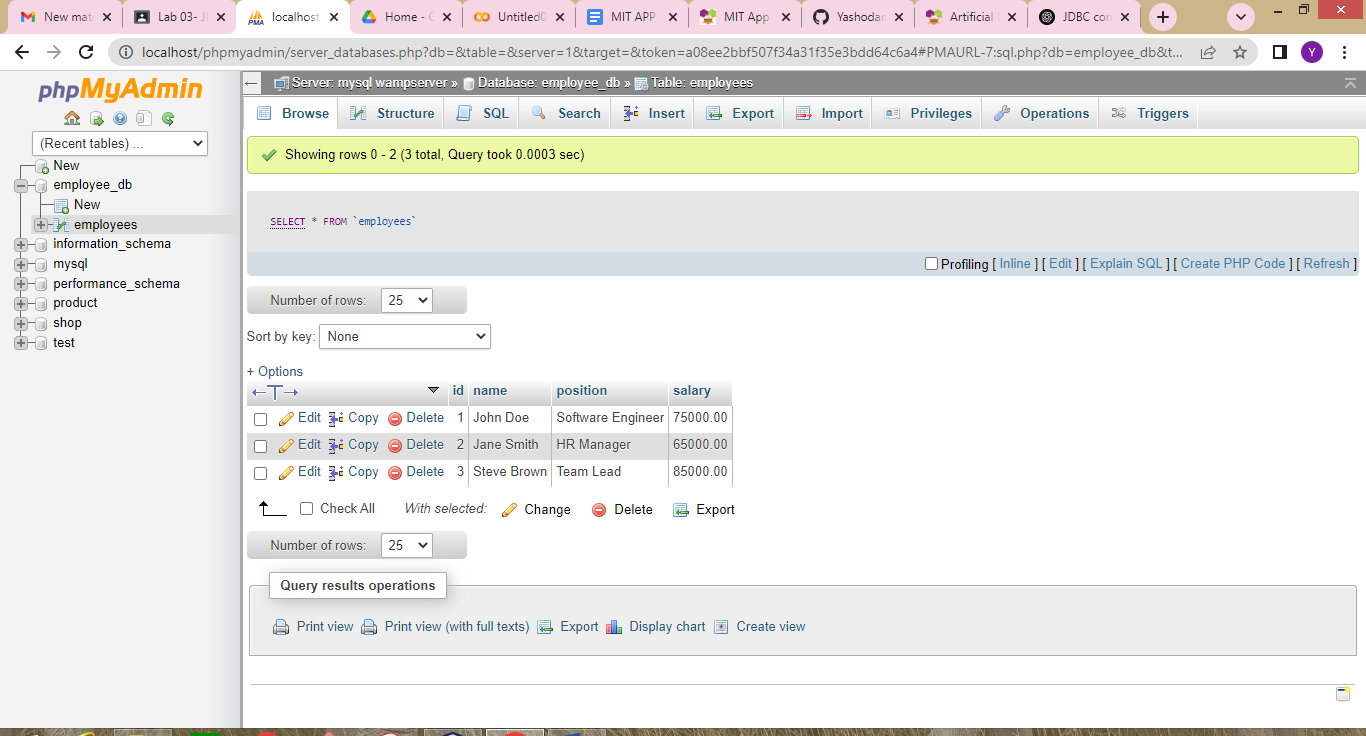 New mati
Lab 03- JI
localhost
Home - C
Untitled0
MIT APP
MIT App
Yashodar
Artificial
JDBC con
localhost/phpmyadmin/server_databases.php?db=&table=&server=1&target=&token=a08ee2bbf507f34a31f35e3bdd64c6a4#PMAURL-7:sql.php?db=employee_db&t...
Y
phpMyAdmin
(Recent tables) ...
New
employee_db
New
employees
information_schema
mysql
performance_schema
product
shop
test
Server: mysql wampserver » Database: employee_db » Table: employees
Browse Structure SQL Search Insert Export Import Privileges Operations Triggers
Showing rows 0 - 2 (3 total, Query took 0.0003 sec)
SELECT * FROM `employees`
Profiling [ Inline ] [ Edit ] [ Explain SQL ] [ Create PHP Code ] [ Refresh ]
Number of rows: 25
Sort by key: None
+ Options
id name position salary
Edit Copy Delete 1 John Doe Software Engineer 75000.00
Edit Copy Delete 2 Jane Smith HR Manager 65000.00
Edit Copy Delete 3 Steve Brown Team Lead 85000.00
Check All With selected: Change Delete Export
Number of rows: 25
Query results operations
Print view Print view (with full texts) Export Display chart Create view